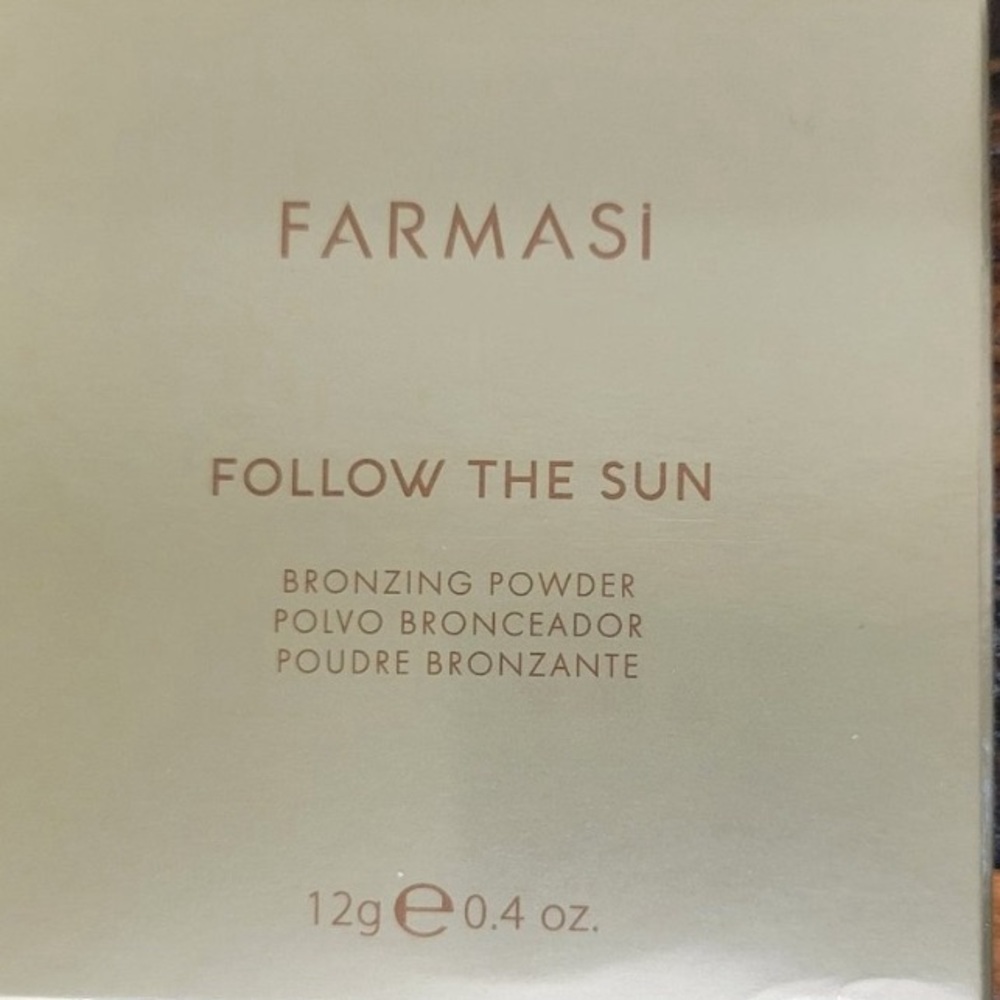 FARMASİ
FOLLOW THE SUN
BRONZING POWDER
POLVO BRONCEADOR
POUDRE BRONZANTE
12g ℮ 0.4 oz.